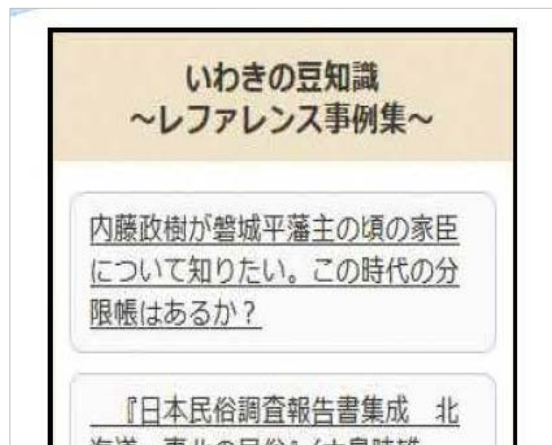 いわきの豆知識
～レファレンス事例集～
内藤政樹が磐城平藩主の頃の家臣
について知りたい。この時代の分
限帳はあるか？
『日本民俗調査報告書集成　北